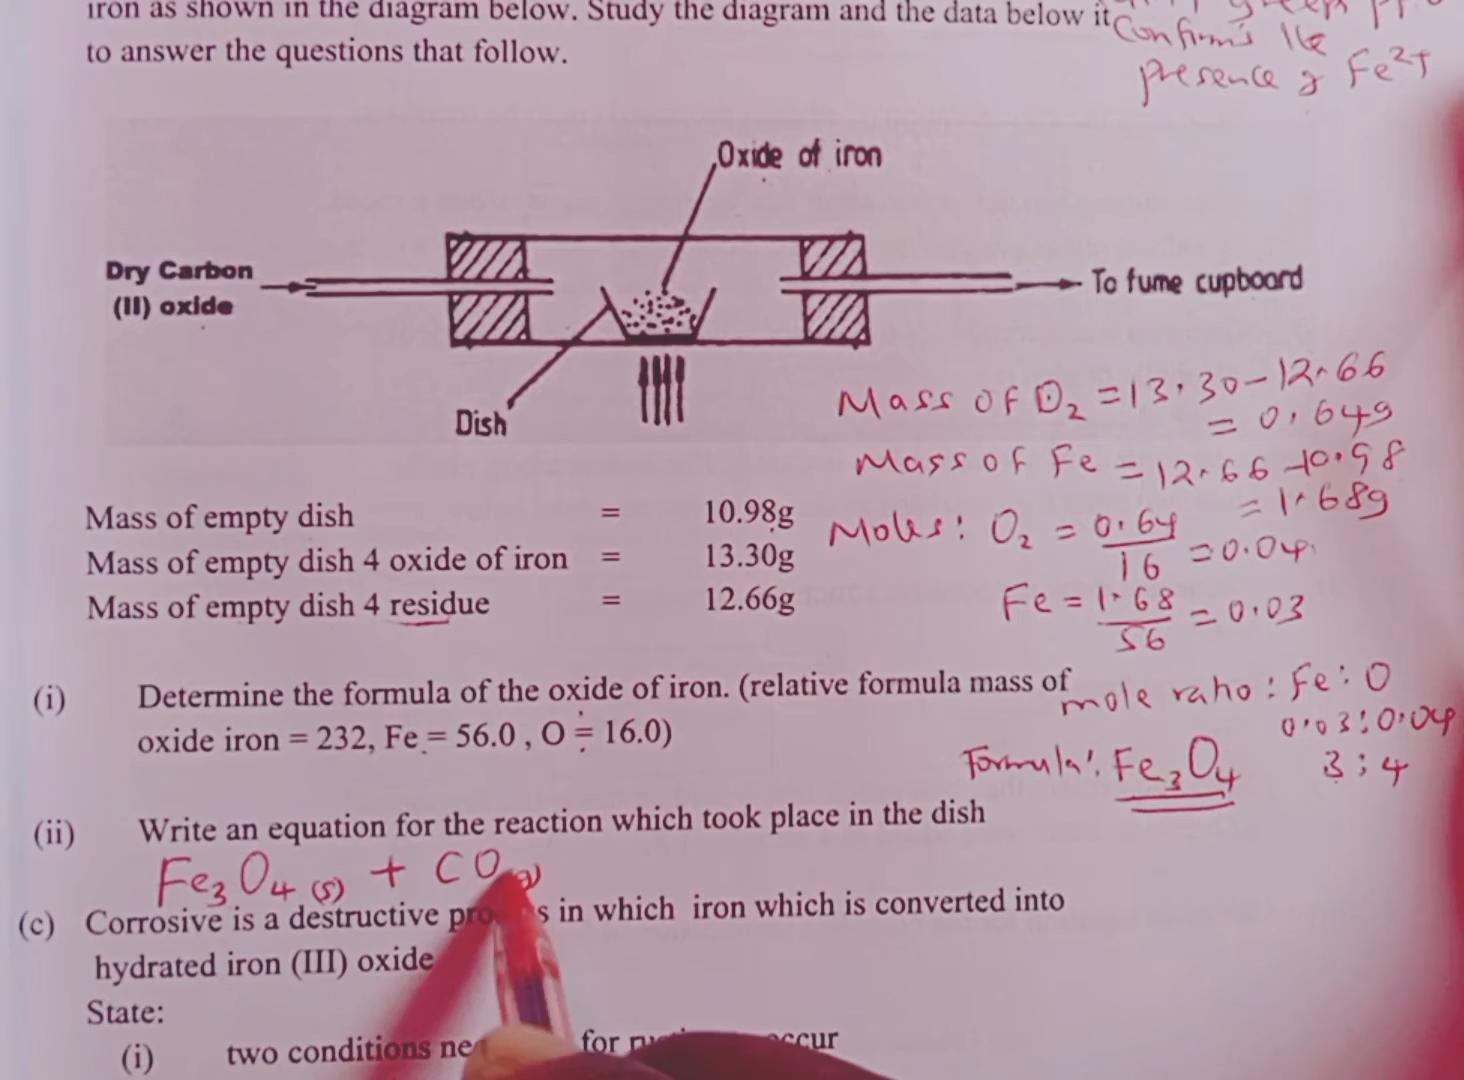 iron as shown in the diagram below. Study the diagram and the data below it
to answer the questions that follow.
Confirms the
presence of Fe²⁺
Oxide of iron
Dry Carbon
(II) oxide
To fume cupboard
Dish
Mass of O₂ = 13.30 - 12.66
= 0.64g
Mass of Fe = 12.66 - 10.98
= 1.68g
Mass of empty dish = 10.98g
Mass of empty dish 4 oxide of iron = 13.30g
Mass of empty dish 4 residue = 12.66g
Moles: O₂ = 0.64/16 = 0.04
Fe = 1.68/56 = 0.03
(i) Determine the formula of the oxide of iron. (relative formula mass of
oxide iron = 232, Fe = 56.0 , O = 16.0)
mole ratio: Fe : O
0.03 : 0.04
3 : 4
Formula: Fe₃O₄
(ii) Write an equation for the reaction which took place in the dish
Fe₃O₄ (s) + CO (g)
(c) Corrosive is a destructive in which iron which is converted into
hydrated iron (III) oxide
State:
(i) two conditions for